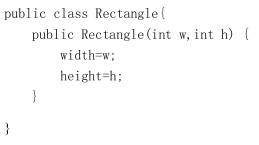 public class Rectangle{
    public Rectangle(int w,int h) {
        width=w;
        height=h;
    }
}